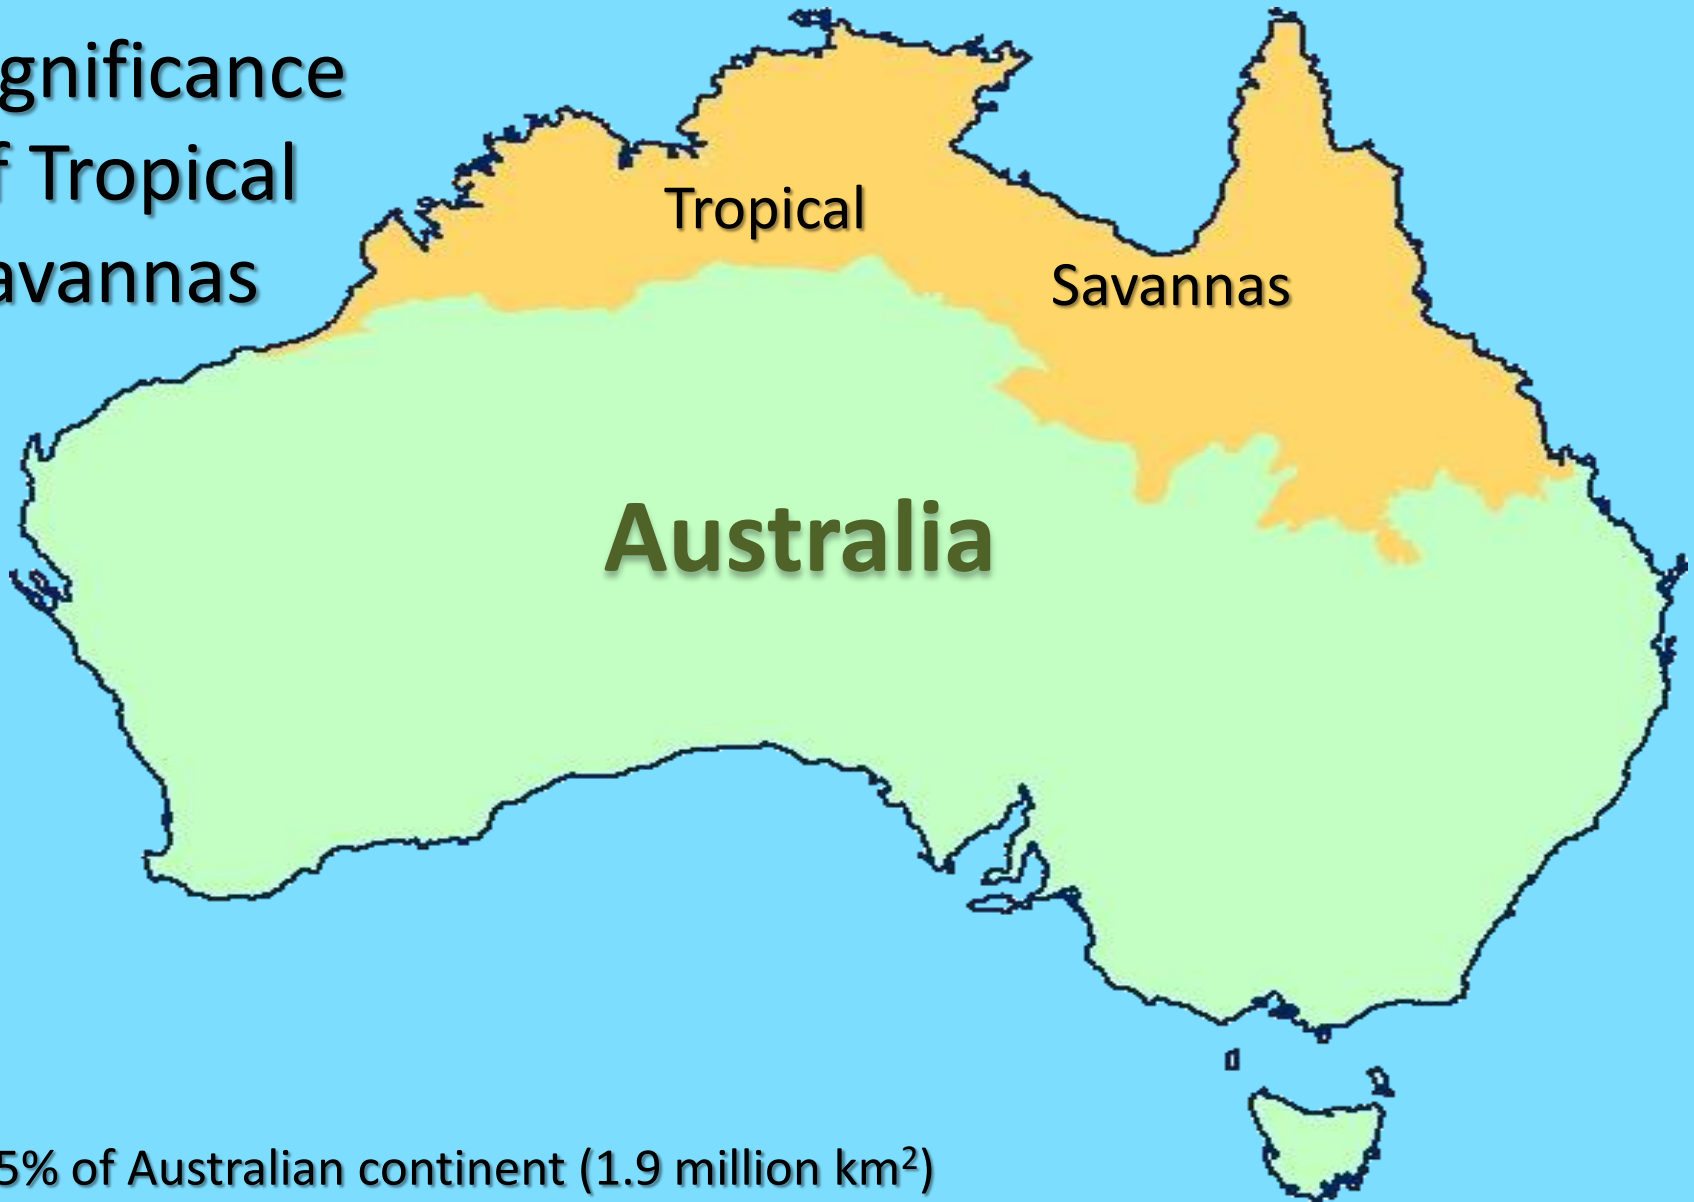 gnificance
f Tropical
avannas
Tropical
Savannas
Australia
5% of Australian continent (1.9 million km²)